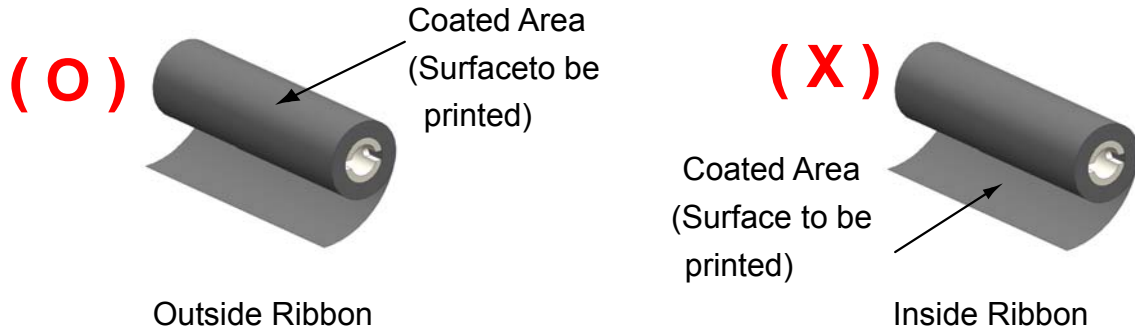 ( O )
Coated Area
(Surfaceto be
printed)
Outside Ribbon
( X )
Coated Area
(Surface to be
printed)
Inside Ribbon